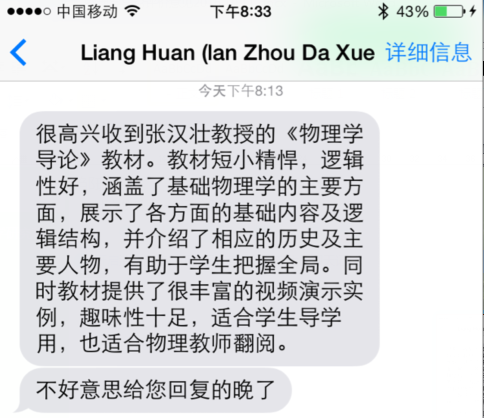 中国移动 下午8:33 43%
Liang Huan (lan Zhou Da Xue 详细信息
今天下午8:13
很高兴收到张汉壮教授的《物理学
导论》教材。教材短小精悍，逻辑
性好，涵盖了基础物理学的主要方
面，展示了各方面的基础内容及逻
辑结构，并介绍了相应的历史及主
要人物，有助于学生把握全局。同
时教材提供了很丰富的视频演示实
例，趣味性十足，适合学生导学
用，也适合物理教师翻阅。
不好意思给您回复的晚了